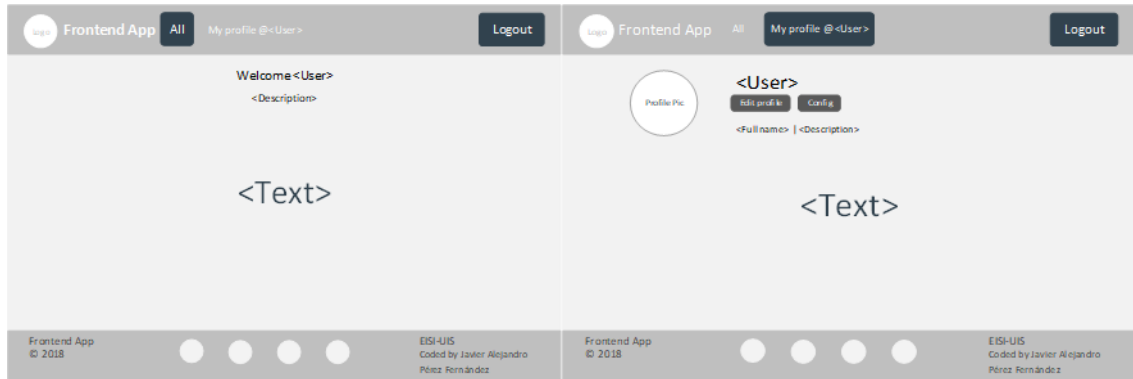 Logo Frontend App All My profile @<User> Logout
Welcome <User>
<Description>
<Text>
Frontend App
© 2018
EISI-UIS
Coded by Javier Alejandro
Pérez Fernández
Logo Frontend App All My profile @<User> Logout
Profile Pic
<User>
Edit profile Config
<Full name> | <Description>
<Text>
Frontend App
© 2018
EISI-UIS
Coded by Javier Alejandro
Pérez Fernández